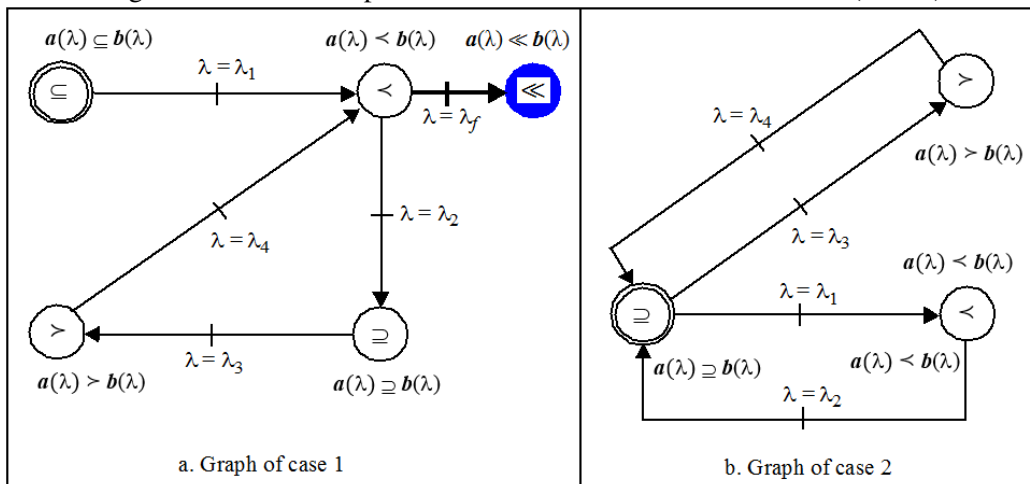 a(λ) ⊆ b(λ)
a(λ) ≺ b(λ)
a(λ) ≪ b(λ)
λ = λ1
⊆
≺
≪
λ = λf
λ = λ2
λ = λ4
≻
λ = λ3
⊇
a(λ) ≻ b(λ)
a(λ) ⊇ b(λ)
a. Graph of case 1
λ = λ4
≻
a(λ) ≻ b(λ)
λ = λ3
a(λ) ≺ b(λ)
λ = λ1
⊇
≺
a(λ) ⊇ b(λ)
a(λ) ≺ b(λ)
λ = λ2
b. Graph of case 2